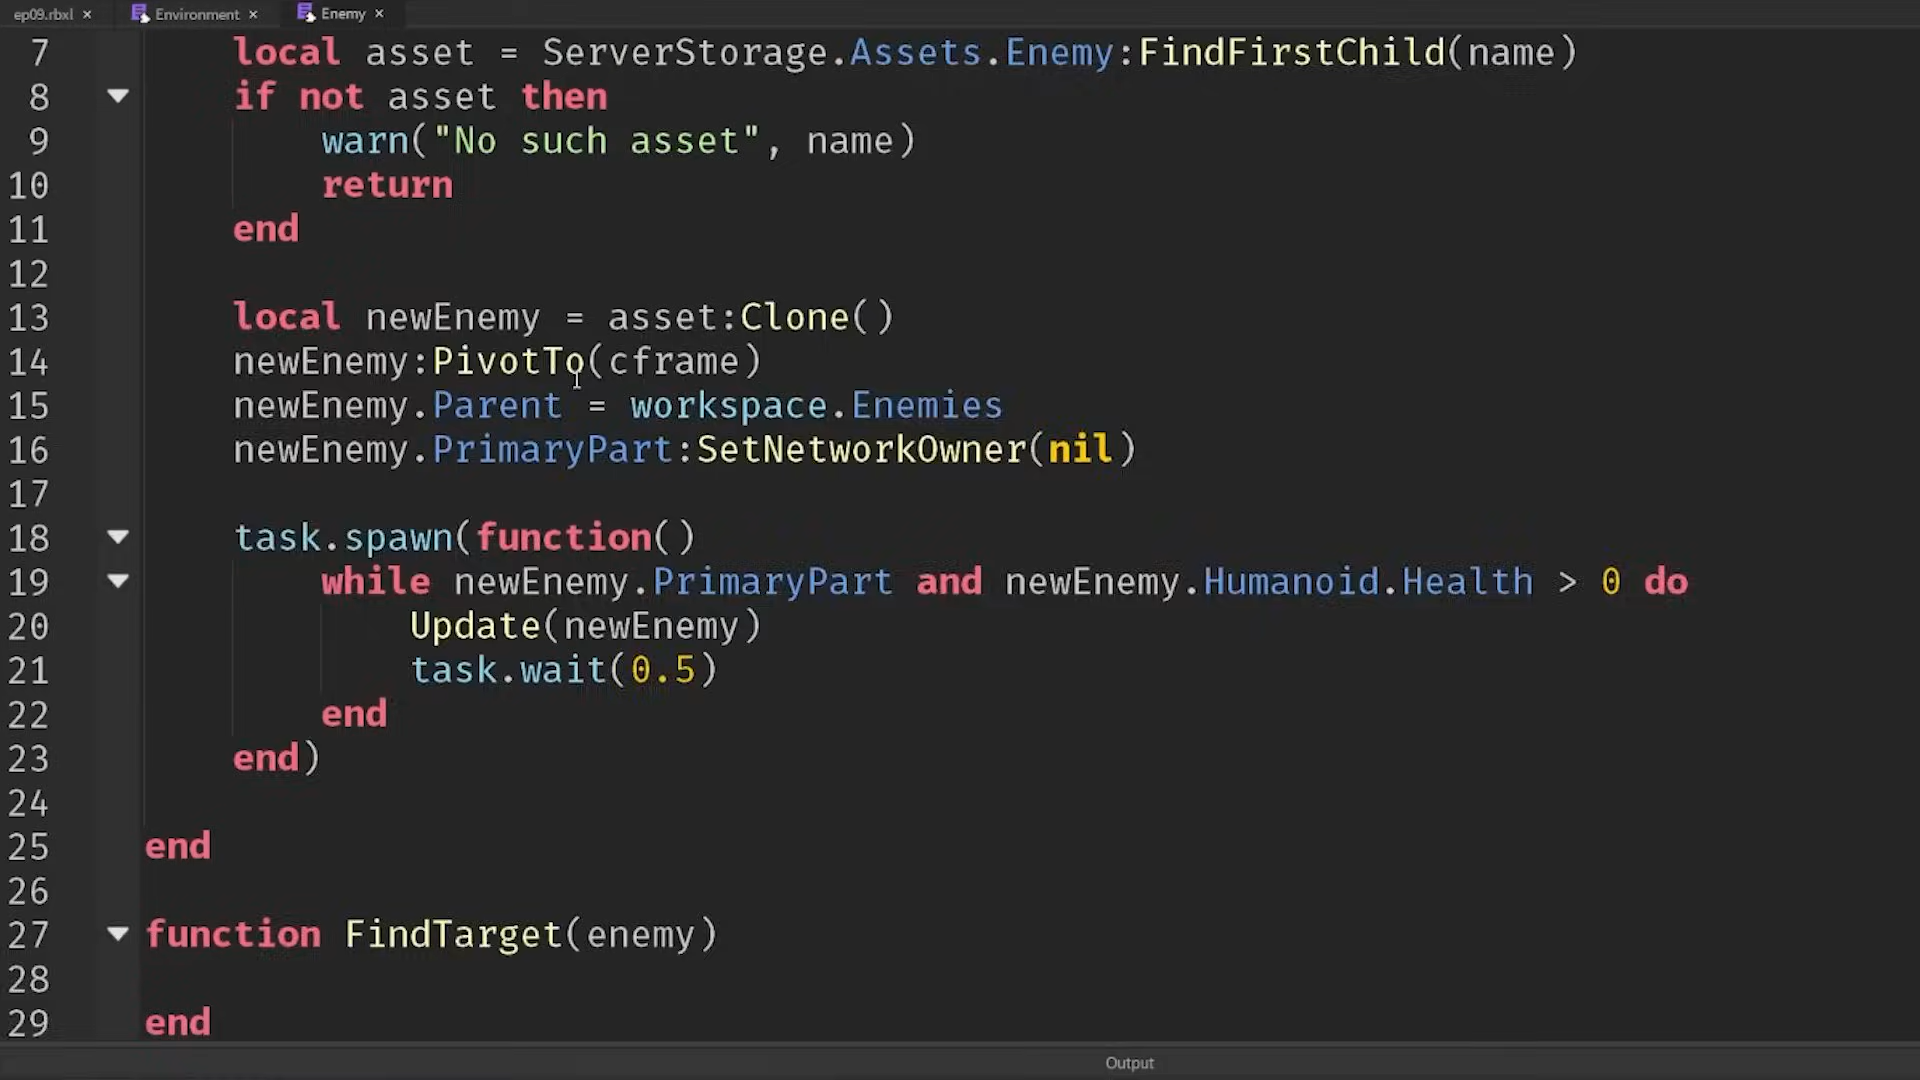 ep09.rbxl × Environment × Enemy ×
7 local asset = ServerStorage.Assets.Enemy:FindFirstChild(name)
8 if not asset then
9 warn("No such asset", name)
10 return
11 end
12
13 local newEnemy = asset:Clone()
14 newEnemy:PivotTo(cframe)
15 newEnemy.Parent = workspace.Enemies
16 newEnemy.PrimaryPart:SetNetworkOwner(nil)
17
18 task.spawn(function()
19 while newEnemy.PrimaryPart and newEnemy.Humanoid.Health > 0 do
20 Update(newEnemy)
21 task.wait(0.5)
22 end
23 end)
24
25 end
26
27 function FindTarget(enemy)
28
29 end
Output